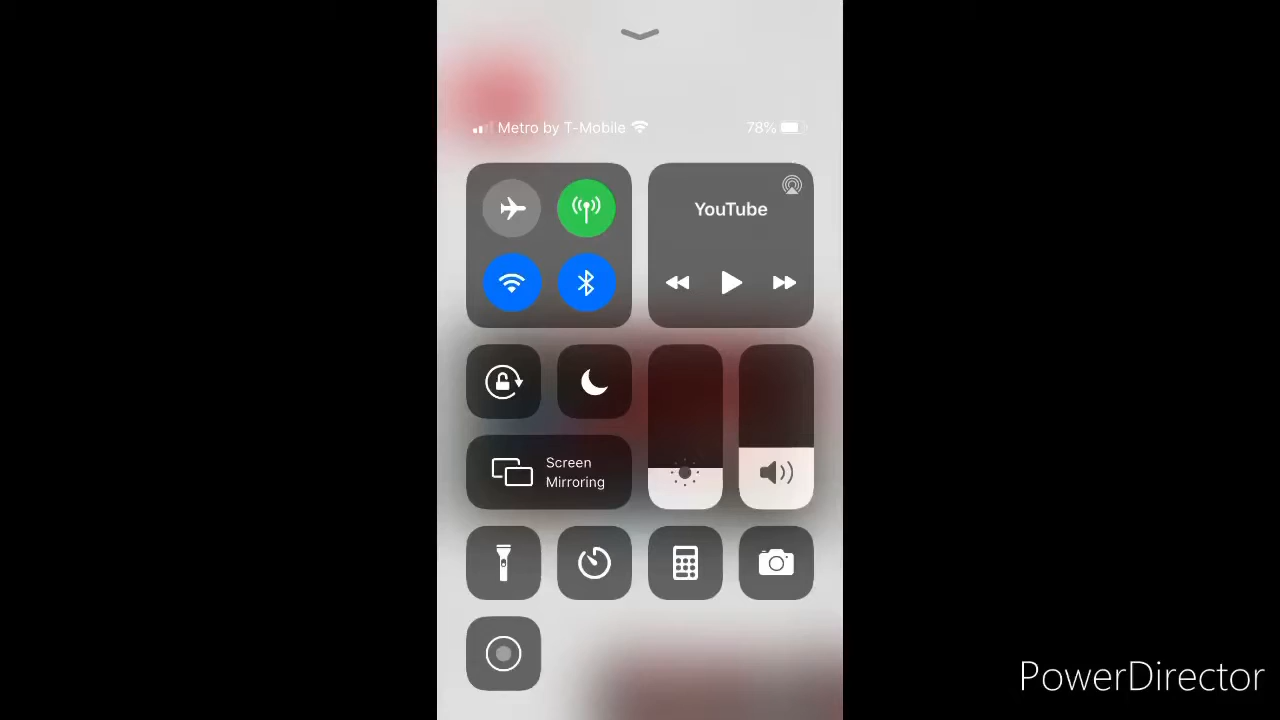 Metro by T-Mobile
78%
YouTube
Screen
Mirroring
PowerDirector